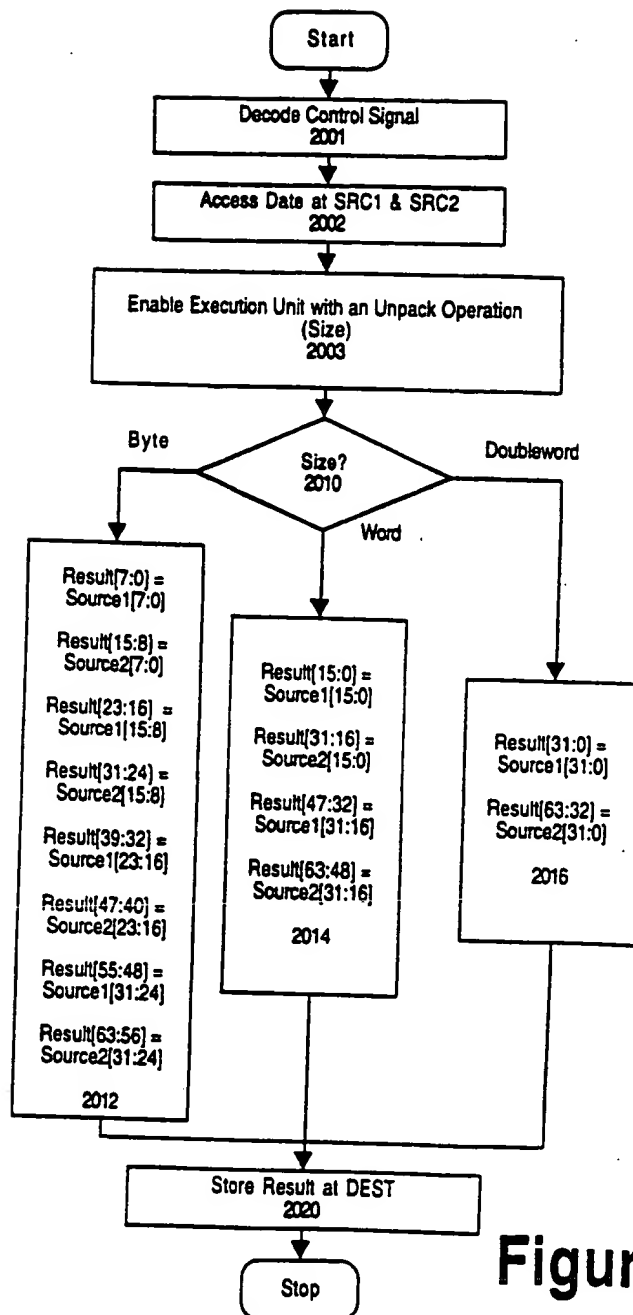 Start
Decode Control Signal
2001
Access Date at SRC1 & SRC2
2002
Enable Execution Unit with an Unpack Operation
(Size)
2003
Byte
Size?
2010
Doubleword
Word
Result[7:0] =
Source1[7:0]
Result[15:8] =
Source2[7:0]
Result[23:16] =
Source1[15:8]
Result[31:24] =
Source2[15:8]
Result[39:32] =
Source1[23:16]
Result[47:40] =
Source2[23:16]
Result[55:48] =
Source1[31:24]
Result[63:56] =
Source2[31:24]
2012
Result[15:0] =
Source1[15:0]
Result[31:16] =
Source2[15:0]
Result[47:32] =
Source1[31:16]
Result[63:48] =
Source2[31:16]
2014
Result[31:0] =
Source1[31:0]
Result[63:32] =
Source2[31:0]
2016
Store Result at DEST
2020
Stop
Figur